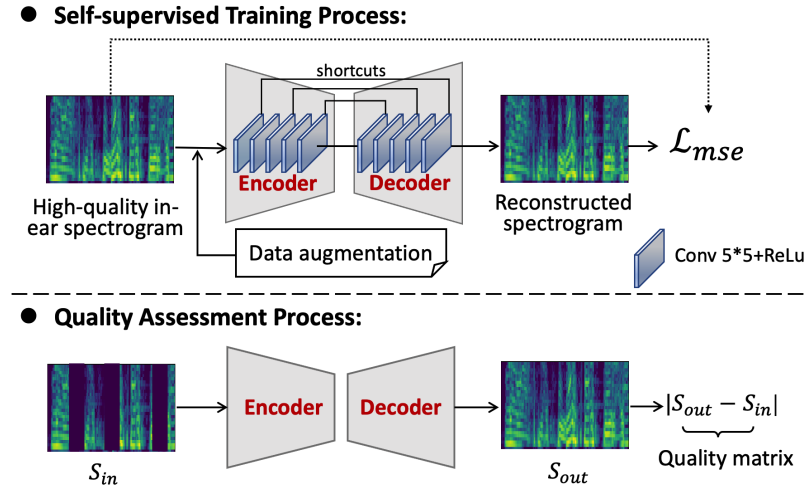 ● Self-supervised Training Process:
shortcuts
Encoder
Decoder
ℒmse
High-quality in-
ear spectrogram
Reconstructed
spectrogram
Data augmentation
Conv 5*5+ReLu
● Quality Assessment Process:
Encoder
Decoder
|Sout − Sin|
Quality matrix
Sin
Sout